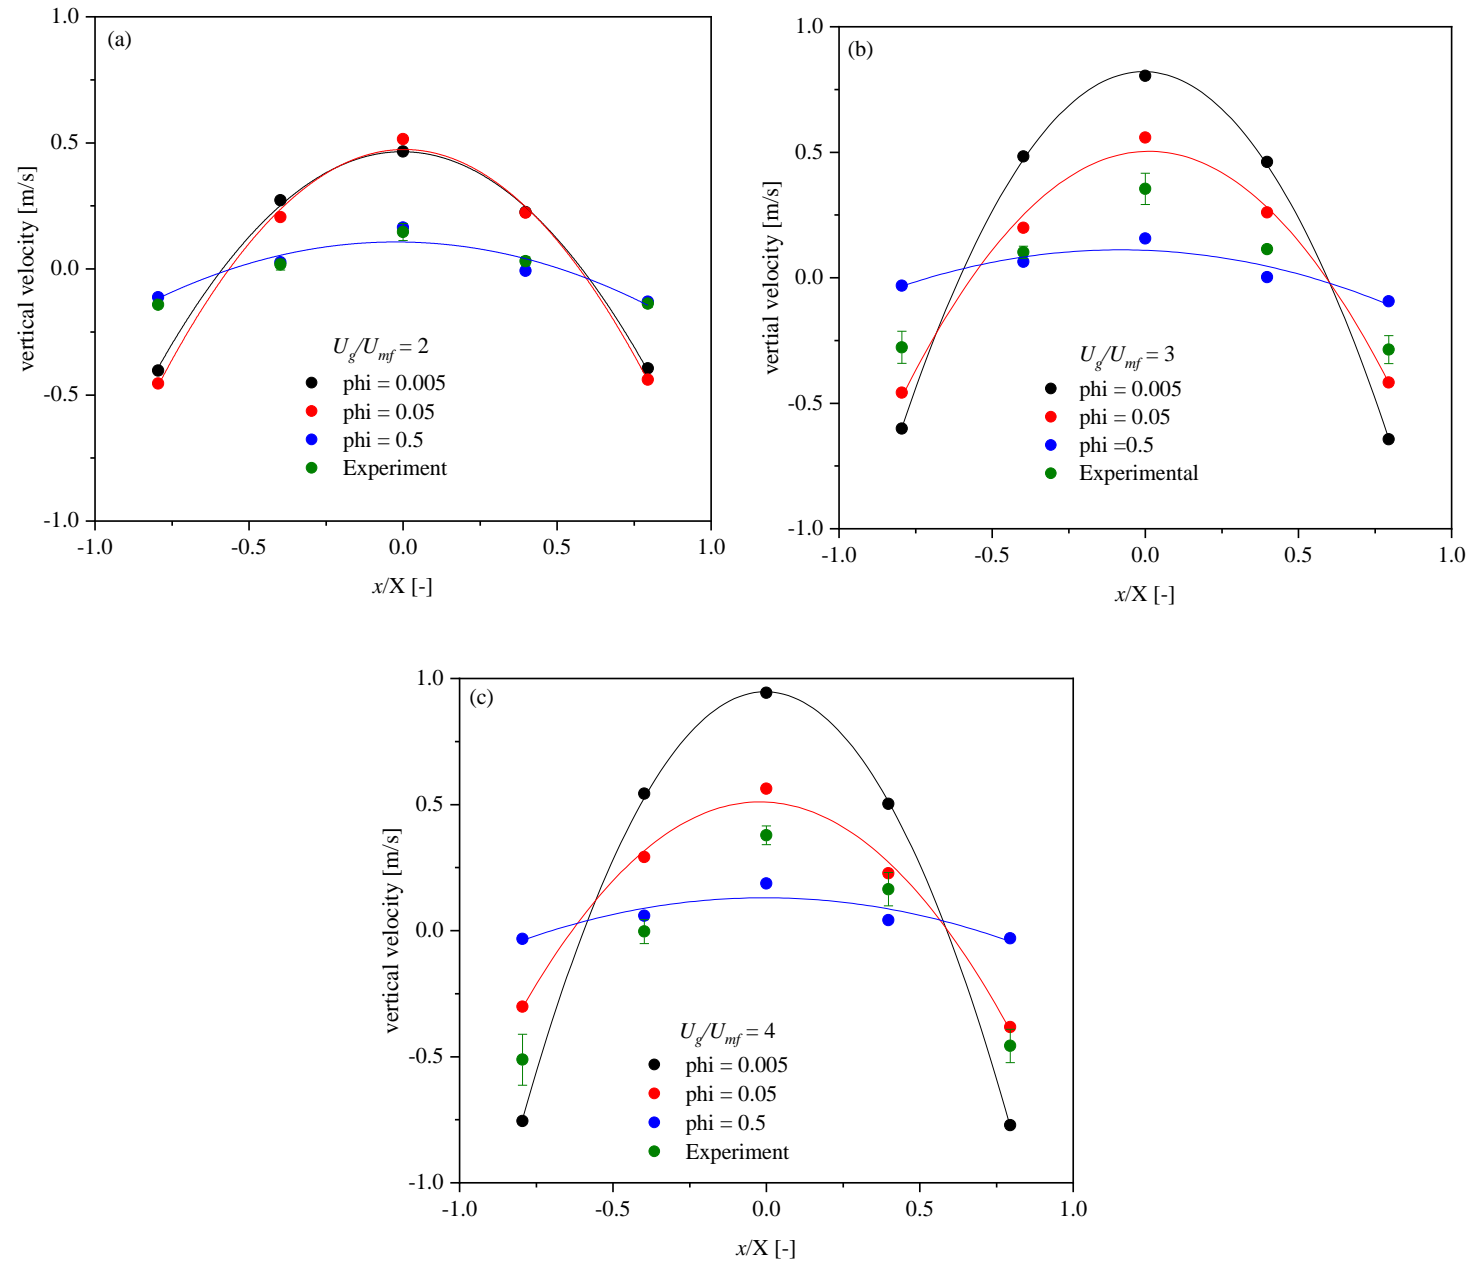 (a)
1.0
0.5
0.0
-0.5
-1.0
vertical velocity [m/s]
U_g/U_mf = 2
phi = 0.005
phi = 0.05
phi = 0.5
Experiment
-1.0 -0.5 0.0 0.5 1.0
x/X [-]
(b)
1.0
0.5
0.0
-0.5
-1.0
vertial velocity [m/s]
U_g/U_mf = 3
phi = 0.005
phi = 0.05
phi =0.5
Experimental
-1.0 -0.5 0.0 0.5 1.0
x/X [-]
(c)
1.0
0.5
0.0
-0.5
-1.0
vertical velocity [m/s]
U_g/U_mf = 4
phi = 0.005
phi = 0.05
phi = 0.5
Experiment
-1.0 -0.5 0.0 0.5 1.0
x/X [-]